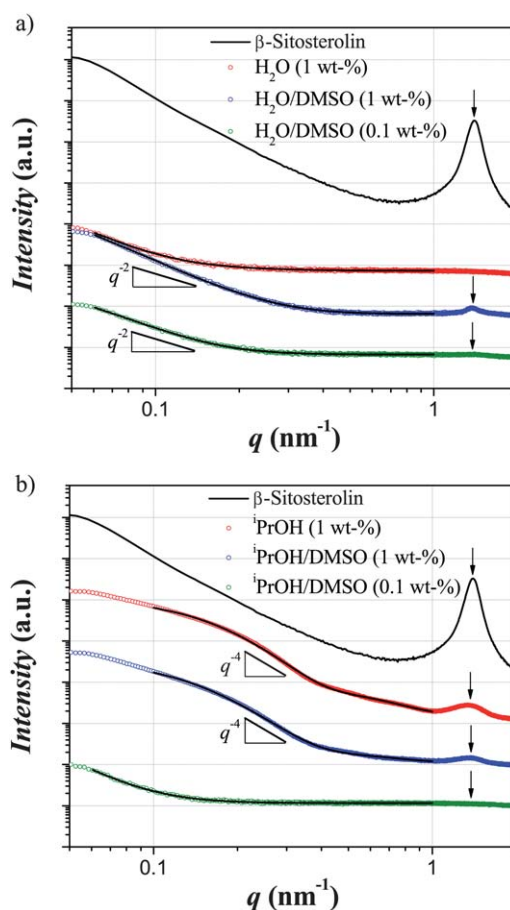 a)
β-Sitosterolin
H₂O (1 wt-%)
H₂O/DMSO (1 wt-%)
H₂O/DMSO (0.1 wt-%)
Intensity (a.u.)
q⁻²
q⁻²
0.1
1
q (nm⁻¹)
b)
β-Sitosterolin
ⁱPrOH (1 wt-%)
ⁱPrOH/DMSO (1 wt-%)
ⁱPrOH/DMSO (0.1 wt-%)
Intensity (a.u.)
q⁻⁴
q⁻⁴
0.1
1
q (nm⁻¹)